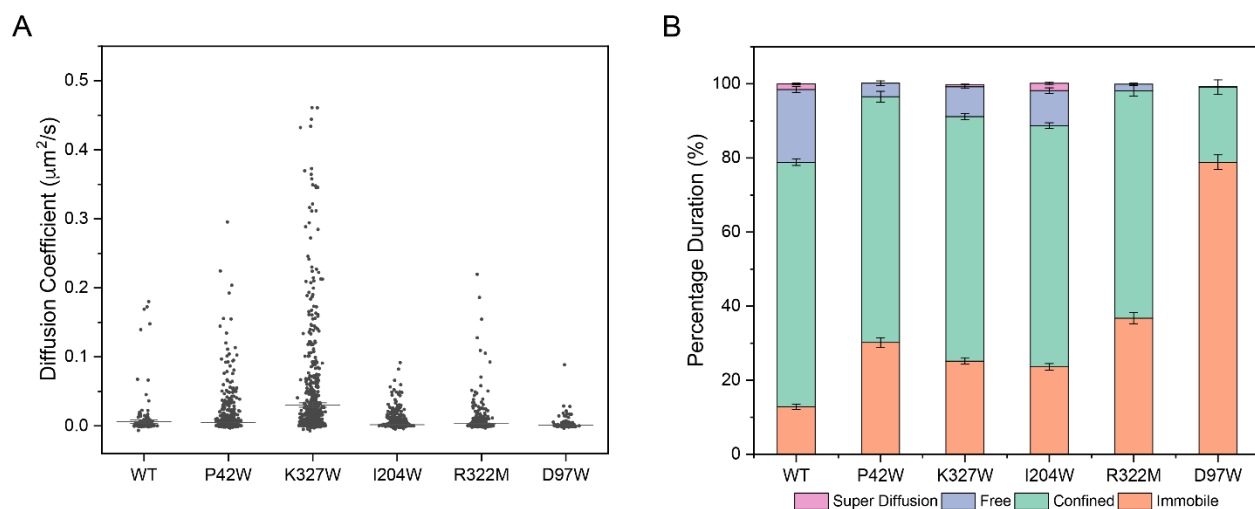 A
Diffusion Coefficient (μm²/s)
0.5
0.4
0.3
0.2
0.1
0.0
WT P42W K327W I204W R322M D97W
B
Percentage Duration (%)
100
80
60
40
20
0
WT P42W K327W I204W R322M D97W
Super Diffusion Free Confined Immobile